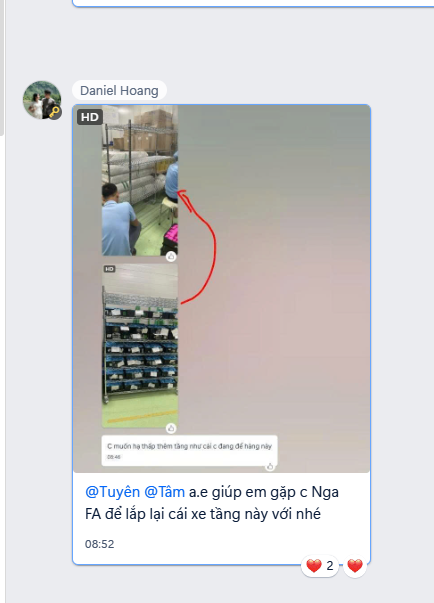 Daniel Hoang
HD
HD
C muốn hạ thấp thêm tầng như cái c đang để hàng này
08:46
@Tuyên @Tâm a.e giúp em gặp c Nga
FA để lắp lại cái xe tầng này với nhé
08:52
2